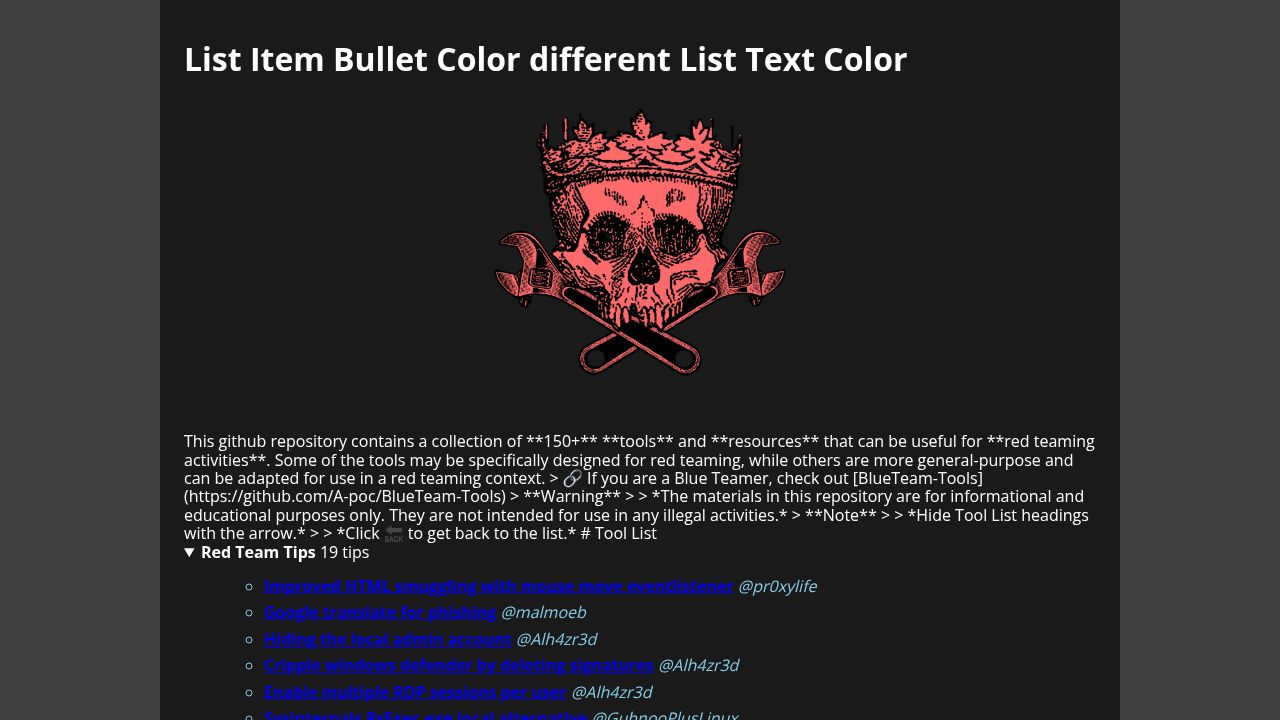 List Item Bullet Color different List Text Color
This github repository contains a collection of **150+** **tools** and **resources** that can be useful for **red teaming
activities**. Some of the tools may be specifically designed for red teaming, while others are more general-purpose and
can be adapted for use in a red teaming context. > 🔗 If you are a Blue Teamer, check out [BlueTeam-Tools]
(https://github.com/A-poc/BlueTeam-Tools) > **Warning** > > *The materials in this repository are for informational and
educational purposes only. They are not intended for use in any illegal activities.* > **Note** > > *Hide Tool List headings
with the arrow.* > > *Click 🔙 to get back to the list.* # Tool List
▼ Red Team Tips 19 tips
Improved HTML smuggling with mouse move eventlistener @pr0xylife
Google translate for phishing @malmoeb
Hiding the local admin account @Alh4zr3d
Cripple windows defender by deleting signatures @Alh4zr3d
Enable multiple RDP sessions per user @Alh4zr3d
Sysinternals PsExec.exe local alternative @GuhnooPlusLinux